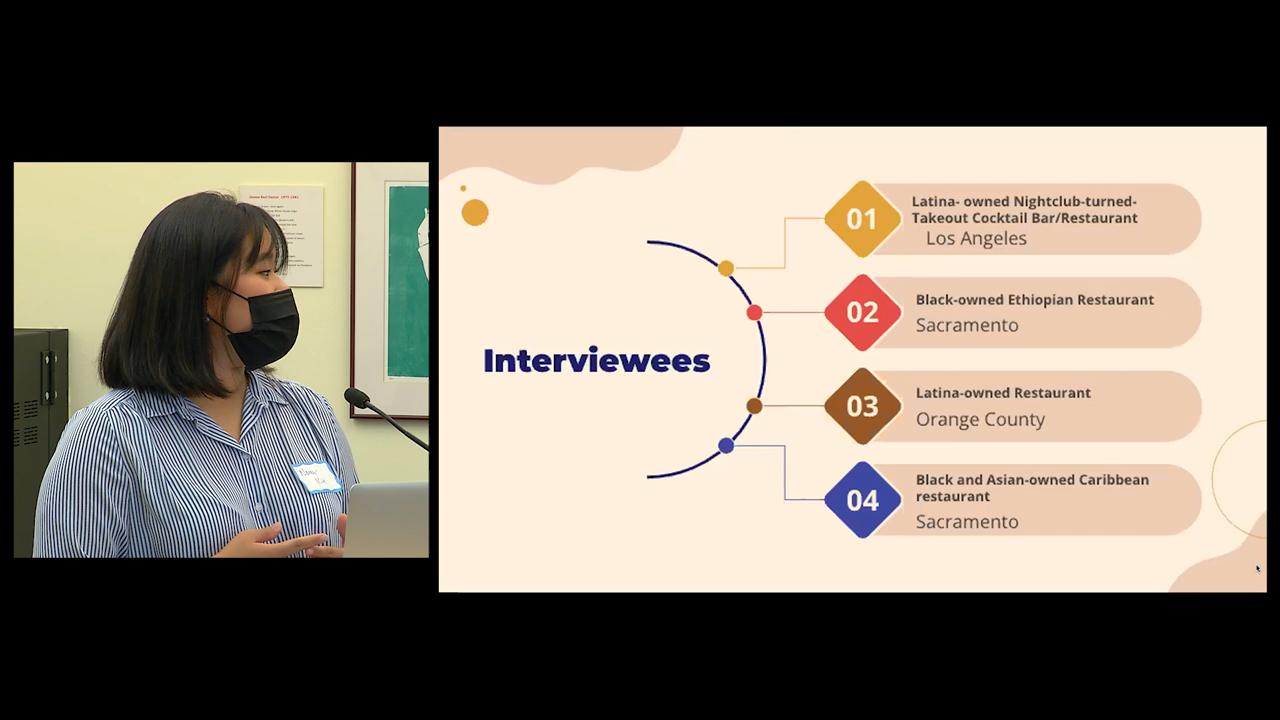 Interviewees
01
Latina- owned Nightclub-turned-
Takeout Cocktail Bar/Restaurant
Los Angeles
02
Black-owned Ethiopian Restaurant
Sacramento
03
Latina-owned Restaurant
Orange County
04
Black and Asian-owned Caribbean
restaurant
Sacramento